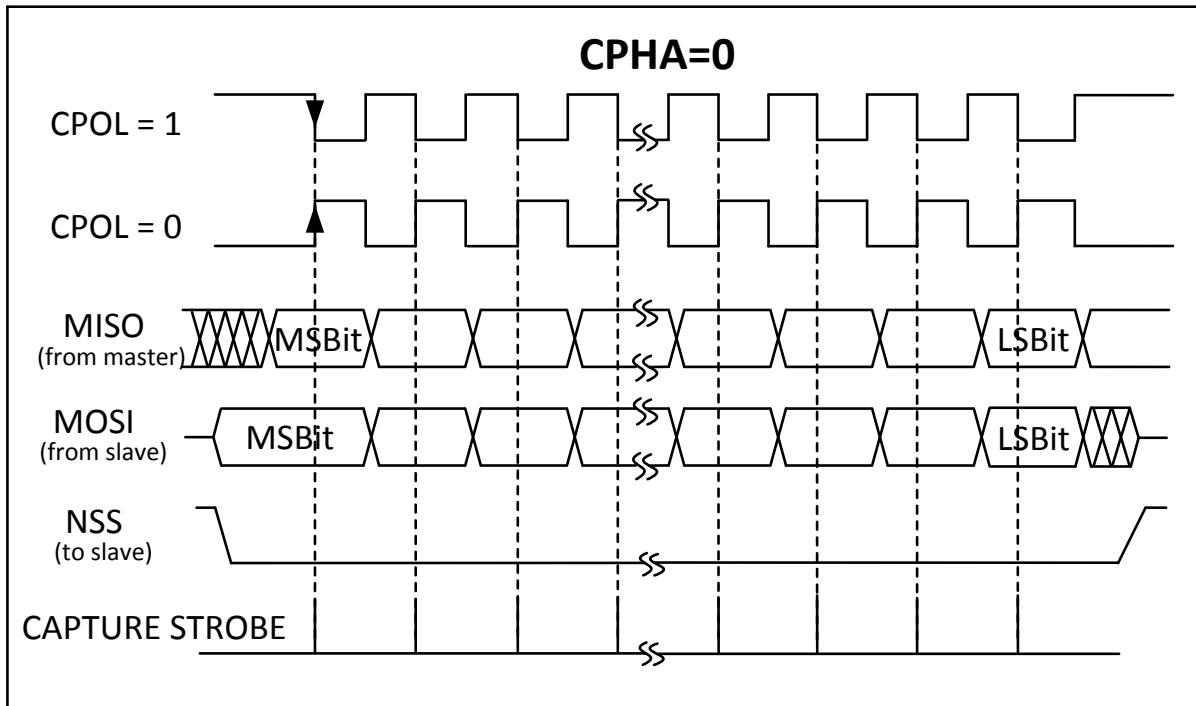 CPHA=0
CPOL = 1
CPOL = 0
MISO
(from master)
MSBit
LSBit
MOSI
(from slave)
MSBit
LSBit
NSS
(to slave)
CAPTURE STROBE